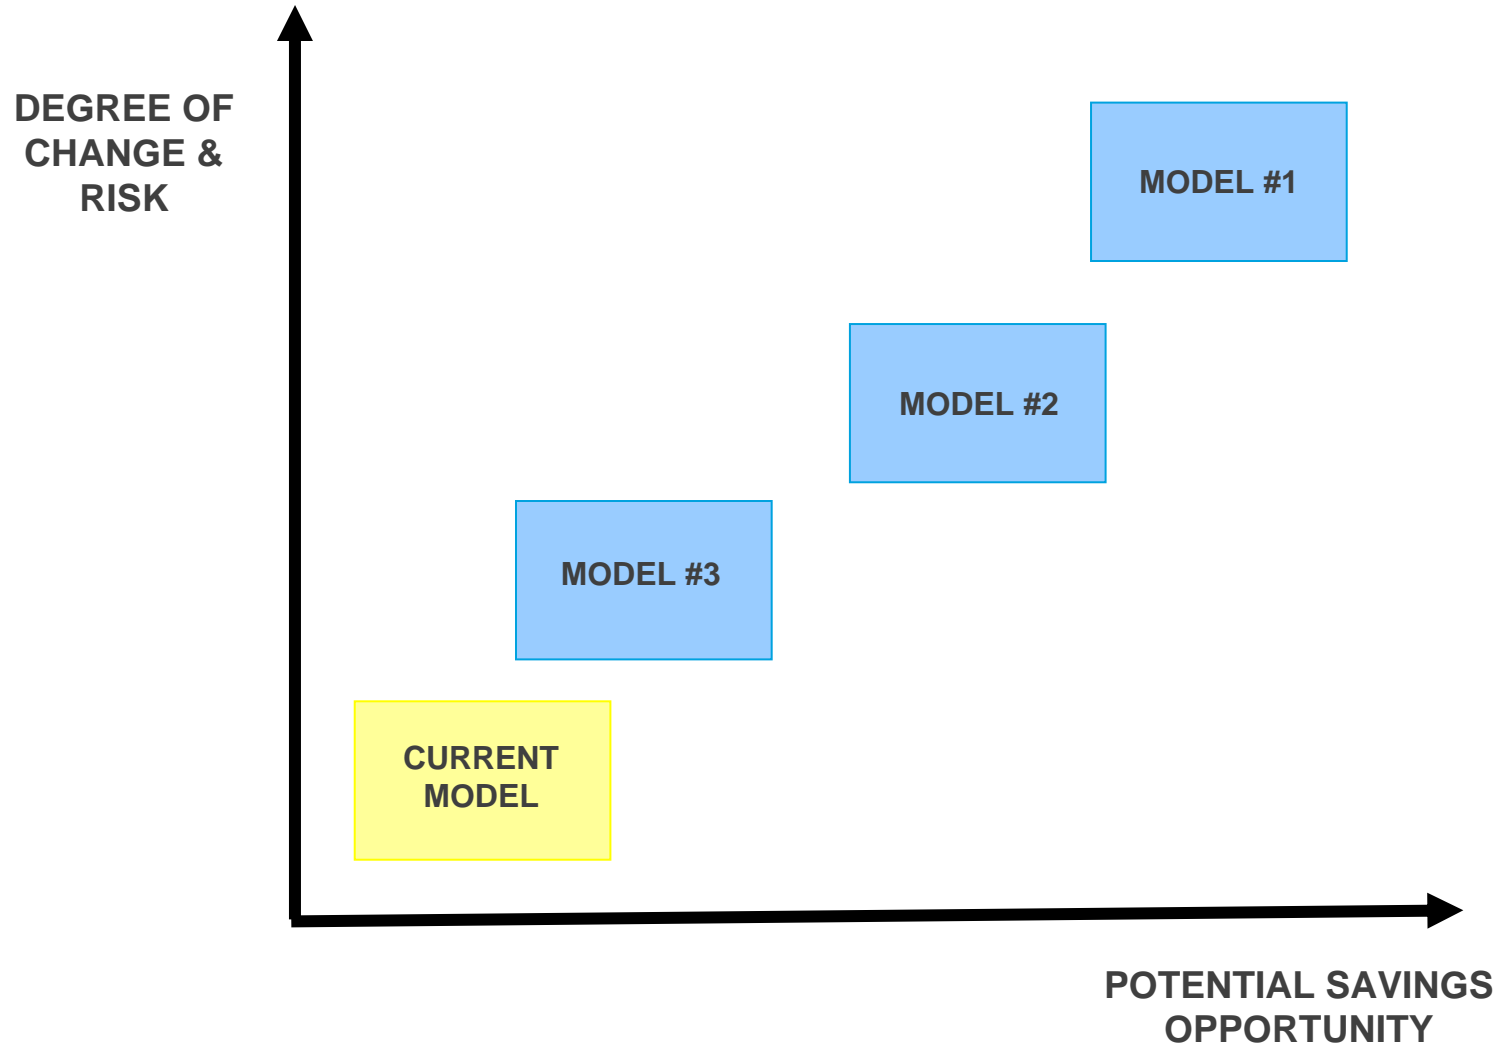 DEGREE OF
CHANGE &
RISK
MODEL #1
MODEL #2
MODEL #3
CURRENT
MODEL
POTENTIAL SAVINGS
OPPORTUNITY